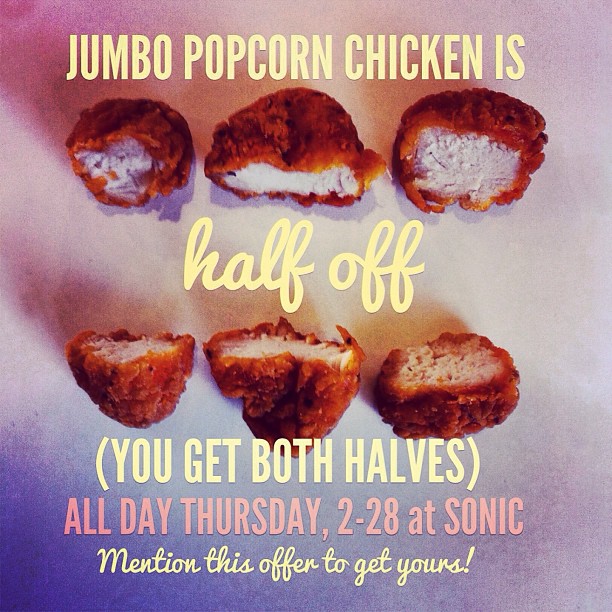 JUMBO POPCORN CHICKEN IS
half off
(YOU GET BOTH HALVES)
ALL DAY THURSDAY, 2-28 at SONIC
Mention this offer to get yours!